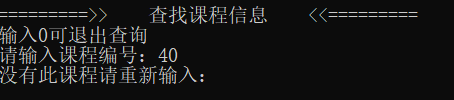 =========>>    查找课程信息    <<=========
输入0可退出查询
请输入课程编号：40
没有此课程请重新输入：